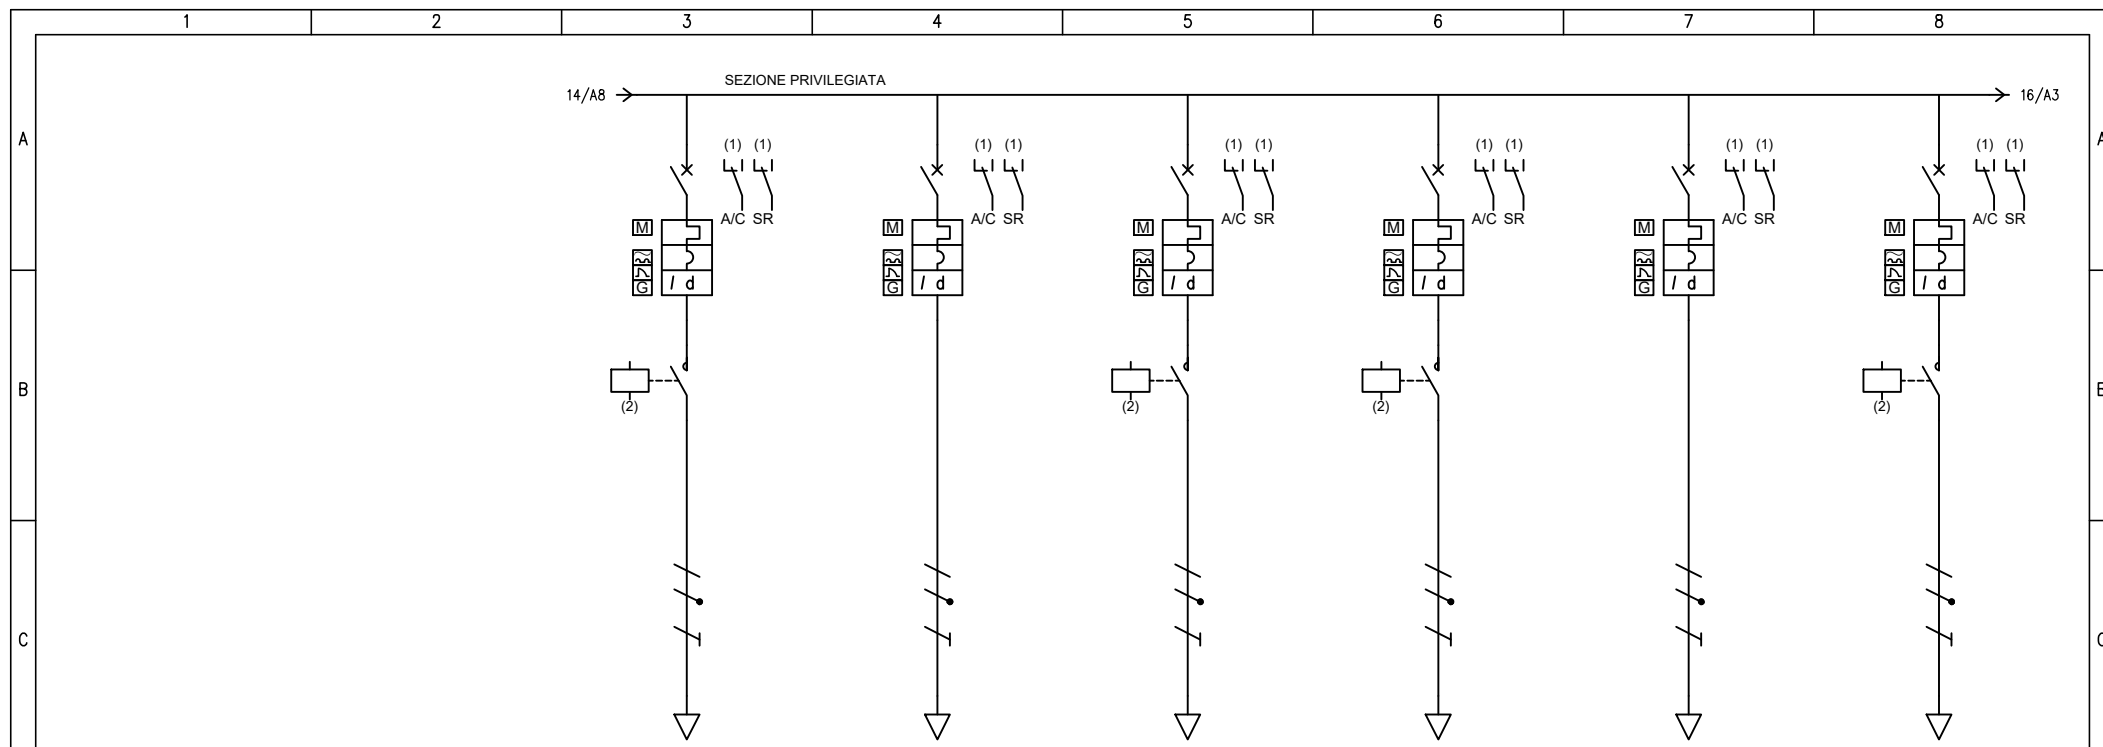 1 2 3 4 5 6 7 8
SEZIONE PRIVILEGIATA
14/A8 16/A3
A A
(1) (1) (1) (1) (1) (1) (1) (1) (1) (1) (1) (1)
A/C SR A/C SR A/C SR A/C SR A/C SR A/C SR
M M M M M M
I d I d I d I d I d I d
G G G G G G
B B
(2) (2) (2) (2)
C C